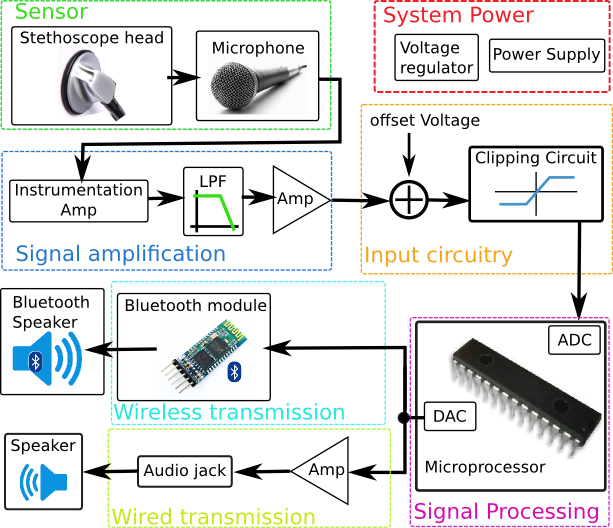 Sensor
Stethoscope head
Microphone
System Power
Voltage
regulator
Power Supply
offset Voltage
Clipping Circuit
Input circuitry
Instrumentation
Amp
LPF
Amp
Signal amplification
Bluetooth
Speaker
Bluetooth module
Wireless transmission
ADC
DAC
Microprocessor
Signal Processing
Speaker
Audio jack
Amp
Wired transmission